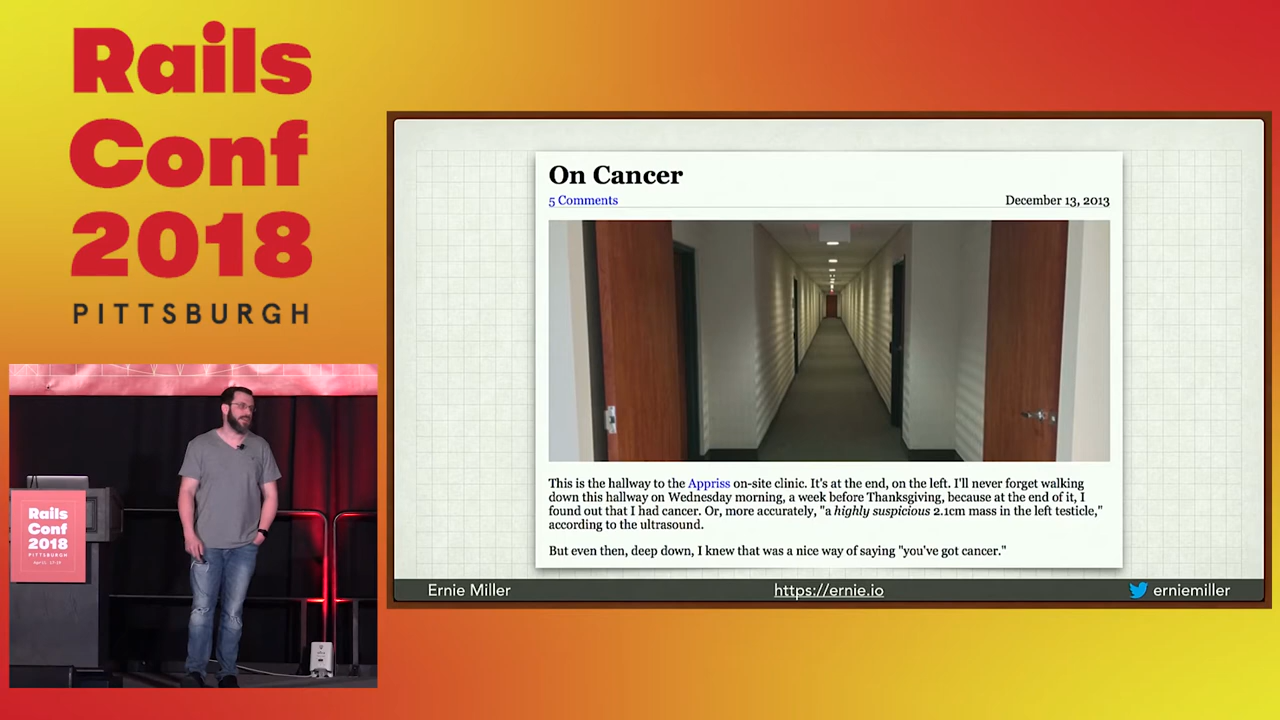 Rails
Conf
2018
PITTSBURGH
Rails
Conf
2018
PITTSBURGH
April 17-19
On Cancer
5 Comments
December 13, 2013
This is the hallway to the Appriss on-site clinic. It's at the end, on the left. I'll never forget walking
down this hallway on Wednesday morning, a week before Thanksgiving, because at the end of it, I
found out that I had cancer. Or, more accurately, "a highly suspicious 2.1cm mass in the left testicle,"
according to the ultrasound.
But even then, deep down, I knew that was a nice way of saying "you've got cancer."
Ernie Miller
https://ernie.io
erniemiller